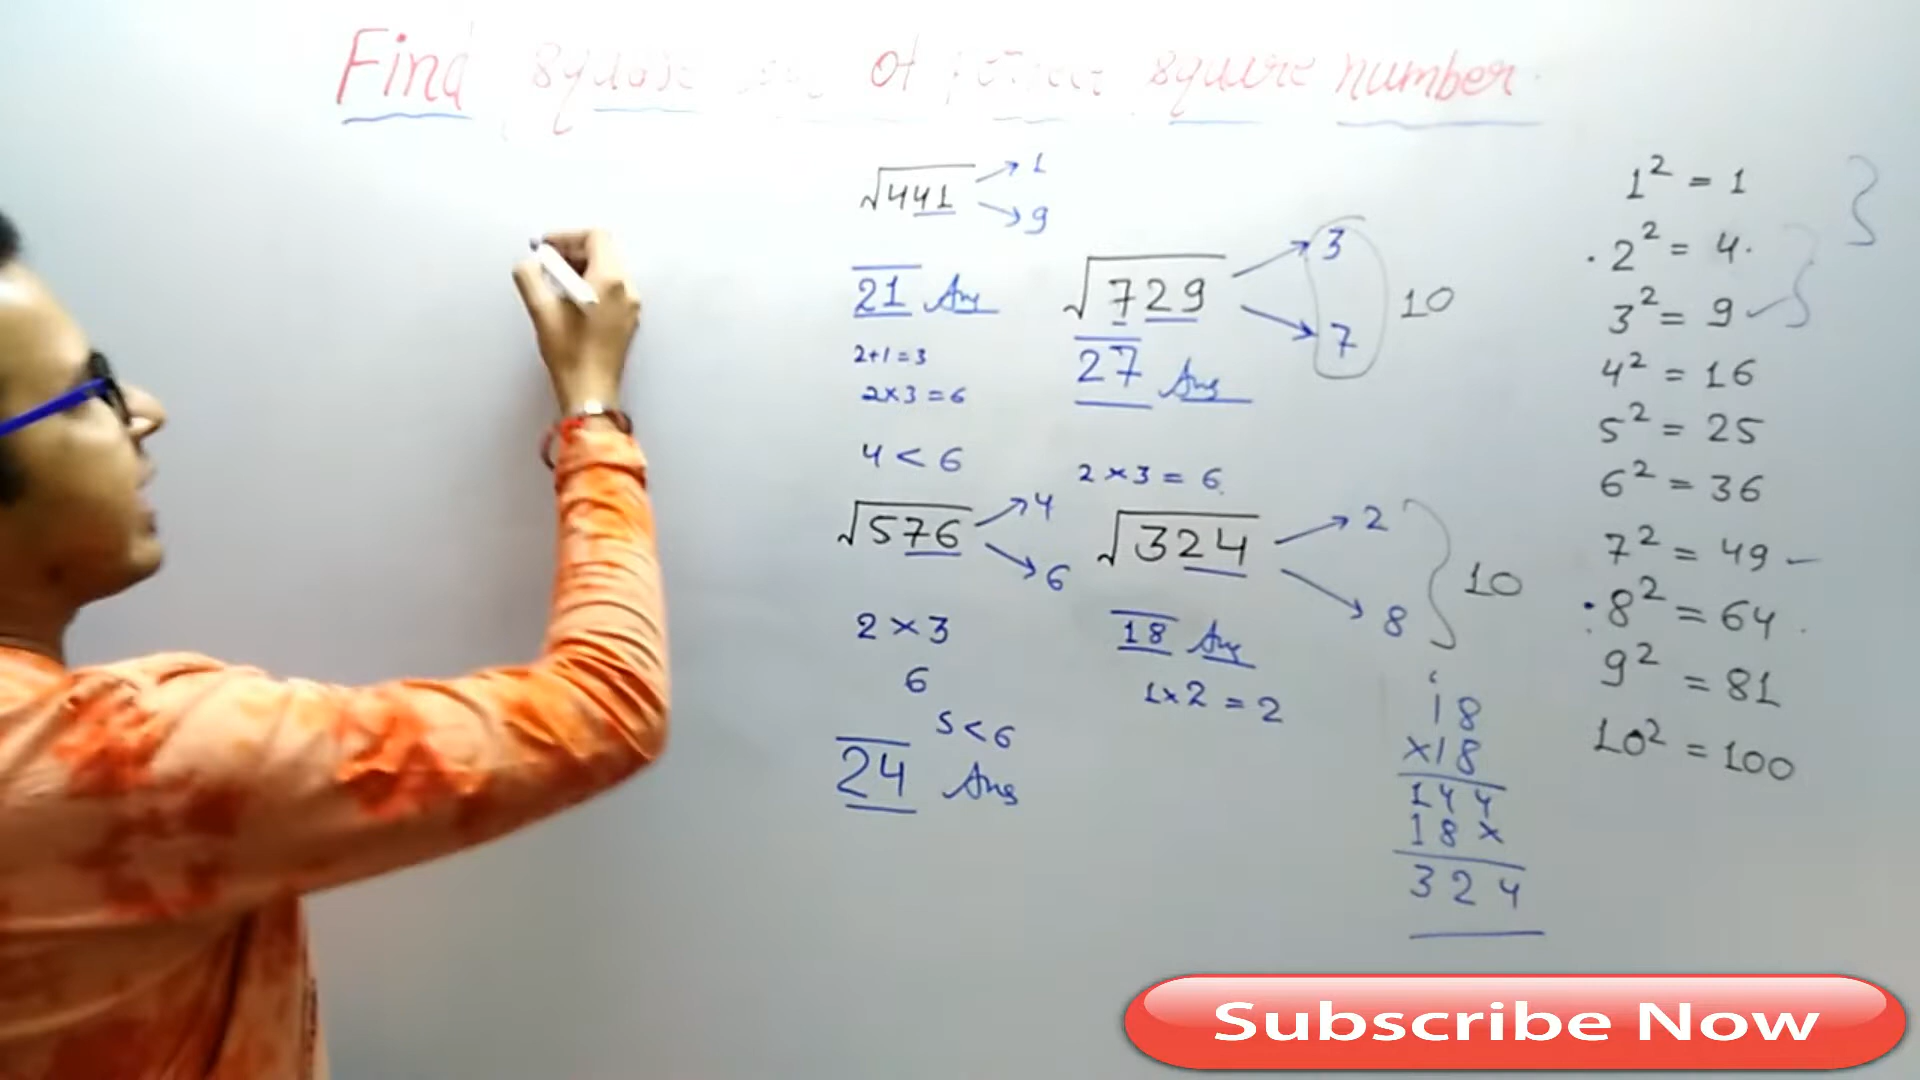 Find square of perfect square number.
√441 → 1
→ 9
21 Ans
2+1=3
2×3=6
4<6
√729 → 3
→ 7
10
27 Ans
2×3=6
√576 → 4
→ 6
2×3
6
5<6
24 Ans
√324 → 2
→ 8
10
18 Ans
1×2=2
18
×18
144
18×
324
1² = 1
2² = 4
3² = 9
4² = 16
5² = 25
6² = 36
7² = 49
8² = 64
9² = 81
10² = 100
Subscribe Now